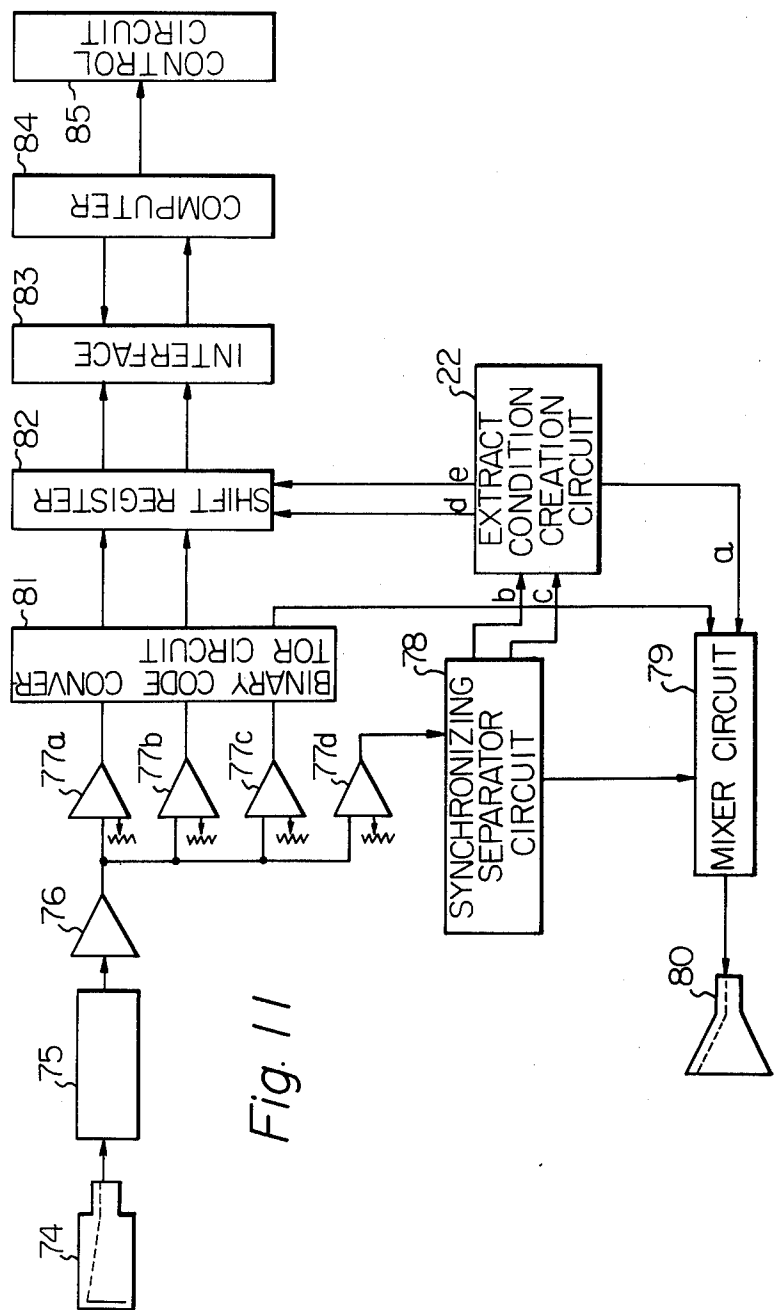 74
75
76
77a
77b
77c
77d
BINARY CODE CONVER
TOR CIRCUIT
81
SHIFT REGISTER
82
INTERFACE
83
COMPUTER
84
CONTROL
CIRCUIT
85
SYNCHRONIZING
SEPARATOR
CIRCUIT
78
b
c
d
e
EXTRACT
CONDITION
CREATION
CIRCUIT
22
a
MIXER CIRCUIT
79
80
Fig. 11